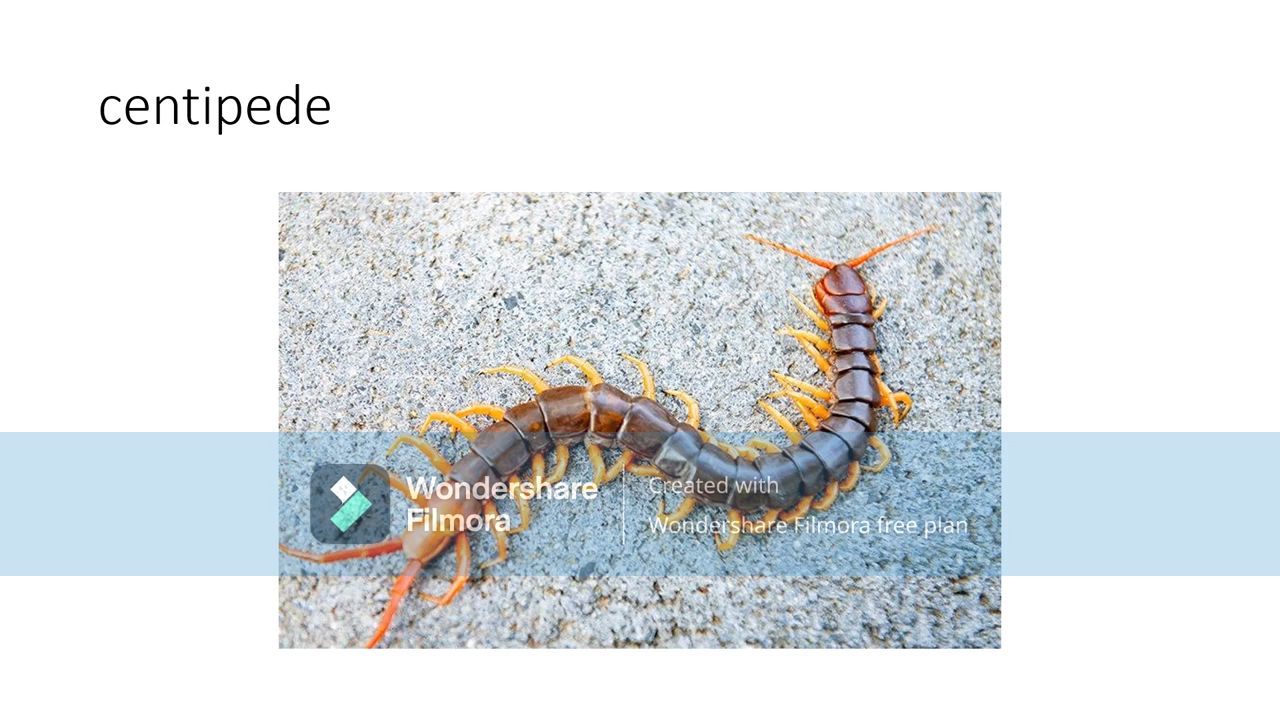 centipede
Wondershare
Filmora
Created with
Wondershare Filmora free plan